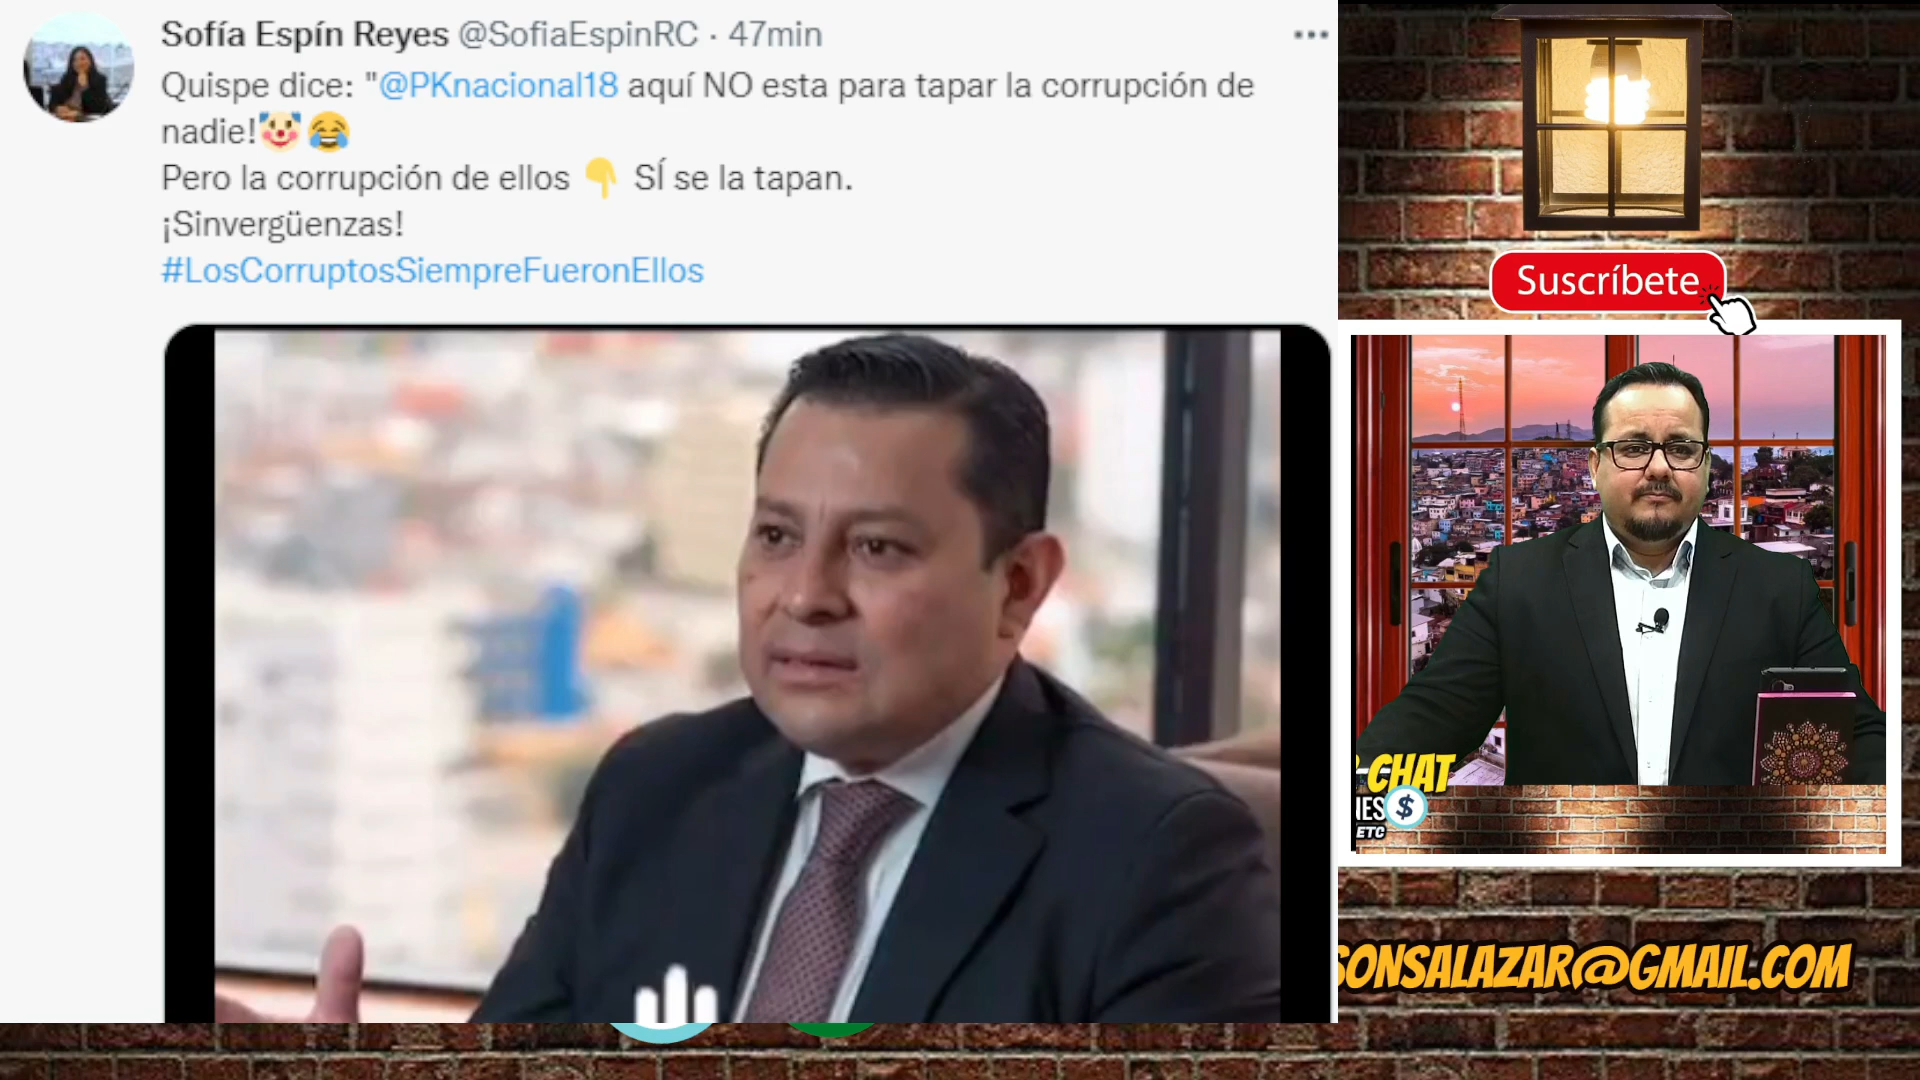 Sofía Espín Reyes @SofiaEspinRC · 47min
Quispe dice: "@PKnacional18 aquí NO esta para tapar la corrupción de
nadie!🤡😂
Pero la corrupción de ellos 👇 SÍ se la tapan.
¡Sinvergüenzas!
#LosCorruptosSiempreFueronEllos
Suscríbete
-CHAT
NES $
ETC
SONSALAZAR@GMAIL.COM